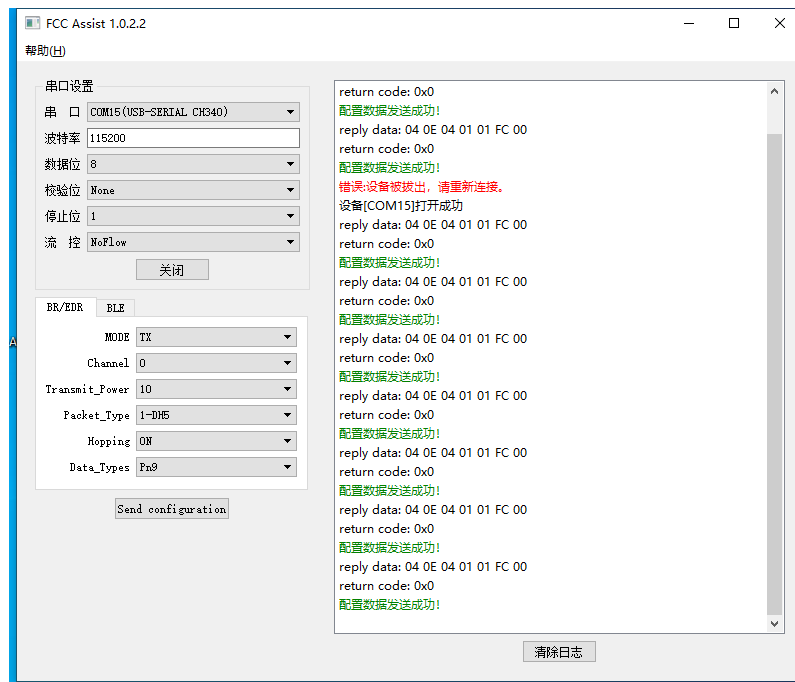 FCC Assist 1.0.2.2
帮助(H)
串口设置
串 口 COM15(USB-SERIAL CH340)
波特率 115200
数据位 8
校验位 None
停止位 1
流 控 NoFlow
关闭
BR/EDR BLE
MODE TX
Channel 0
Transmit_Power 10
Packet_Type 1-DH5
Hopping ON
Data_Types Pn9
Send configuration
return code: 0x0
配置数据发送成功!
reply data: 04 0E 04 01 01 FC 00
return code: 0x0
配置数据发送成功!
错误:设备被拔出，请重新连接。
设备[COM15]打开成功
reply data: 04 0E 04 01 01 FC 00
return code: 0x0
配置数据发送成功!
reply data: 04 0E 04 01 01 FC 00
return code: 0x0
配置数据发送成功!
reply data: 04 0E 04 01 01 FC 00
return code: 0x0
配置数据发送成功!
reply data: 04 0E 04 01 01 FC 00
return code: 0x0
配置数据发送成功!
reply data: 04 0E 04 01 01 FC 00
return code: 0x0
配置数据发送成功!
reply data: 04 0E 04 01 01 FC 00
return code: 0x0
配置数据发送成功!
reply data: 04 0E 04 01 01 FC 00
return code: 0x0
配置数据发送成功!
清除日志
A